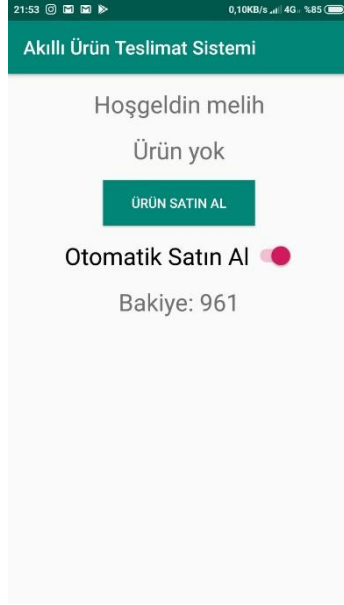 21:53 0,10KB/s 4G %85
Akıllı Ürün Teslimat Sistemi
Hoşgeldin melih
Ürün yok
ÜRÜN SATIN AL
Otomatik Satın Al
Bakiye: 961